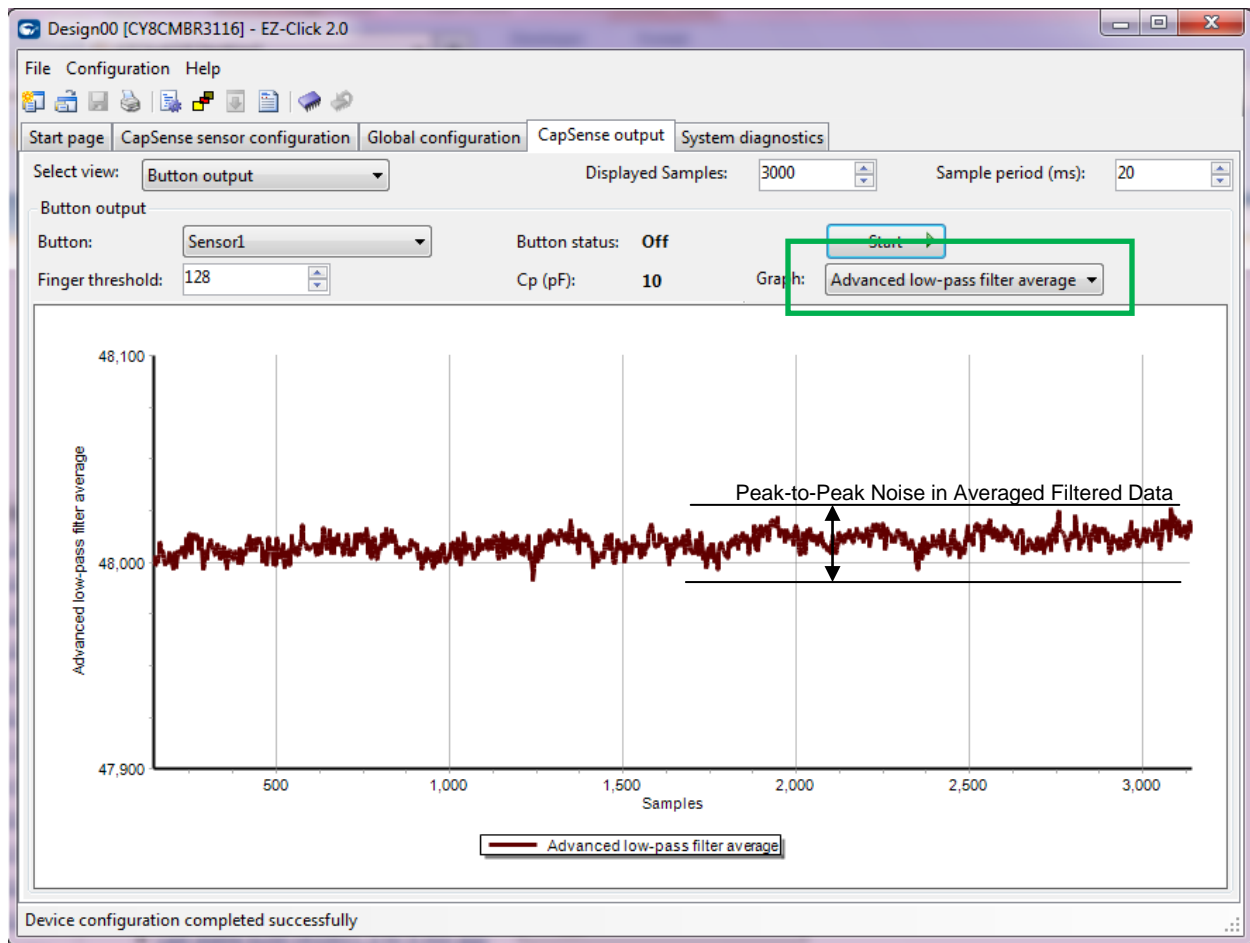 Design00 [CY8CMBR3116] - EZ-Click 2.0
File Configuration Help
Start page CapSense sensor configuration Global configuration CapSense output System diagnostics
Select view: Button output Displayed Samples: 3000 Sample period (ms): 20
Button output
Button: Sensor1 Button status: Off Start
Finger threshold: 128 Cp (pF): 10 Graph: Advanced low-pass filter average
48,100
Peak-to-Peak Noise in Averaged Filtered Data
48,000
47,900
Advanced low-pass filter average
500 1,000 1,500 2,000 2,500 3,000
Samples
Advanced low-pass filter average
Device configuration completed successfully